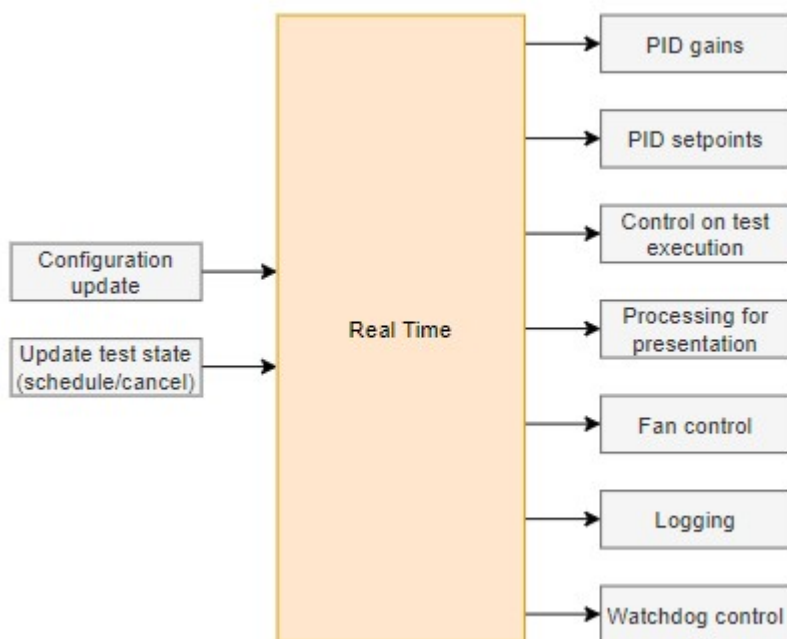 PID gains
PID setpoints
Control on test
execution
Configuration
update
Real Time
Processing for
presentation
Update test state
(schedule/cancel)
Fan control
Logging
Watchdog control